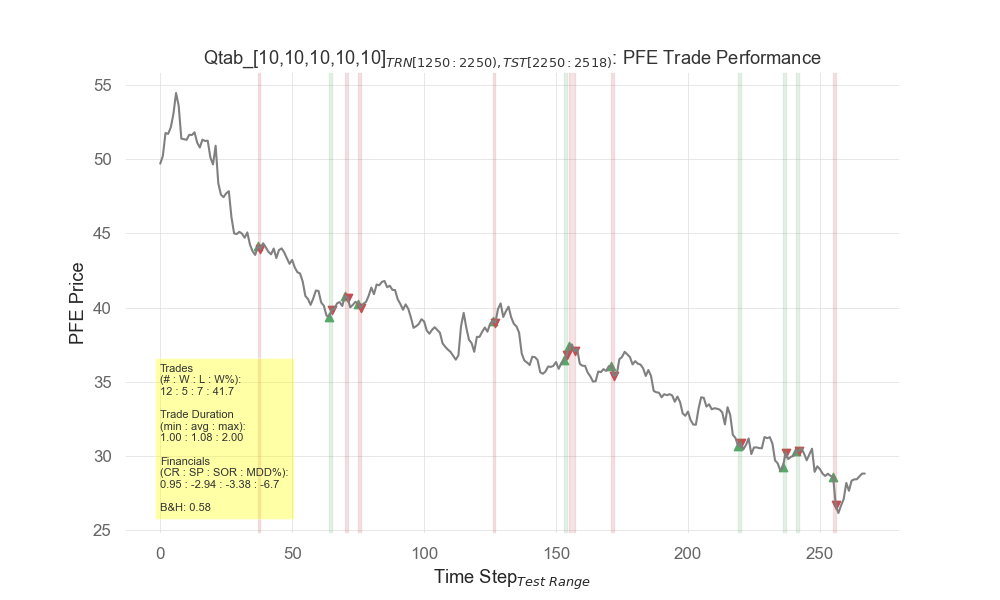 Qtab_[10,10,10,10,10]TRN[1250:2250),TST[2250:2518): PFE Trade Performance
55
50
45
40
35
30
25
PFE Price
Trades
(# : W : L : W%):
12 : 5 : 7 : 41.7
Trade Duration
(min : avg : max):
1.00 : 1.08 : 2.00
Financials
(CR : SP : SOR : MDD%):
0.95 : -2.94 : -3.38 : -6.7
B&H: 0.58
0 50 100 150 200 250
Time Step Test Range